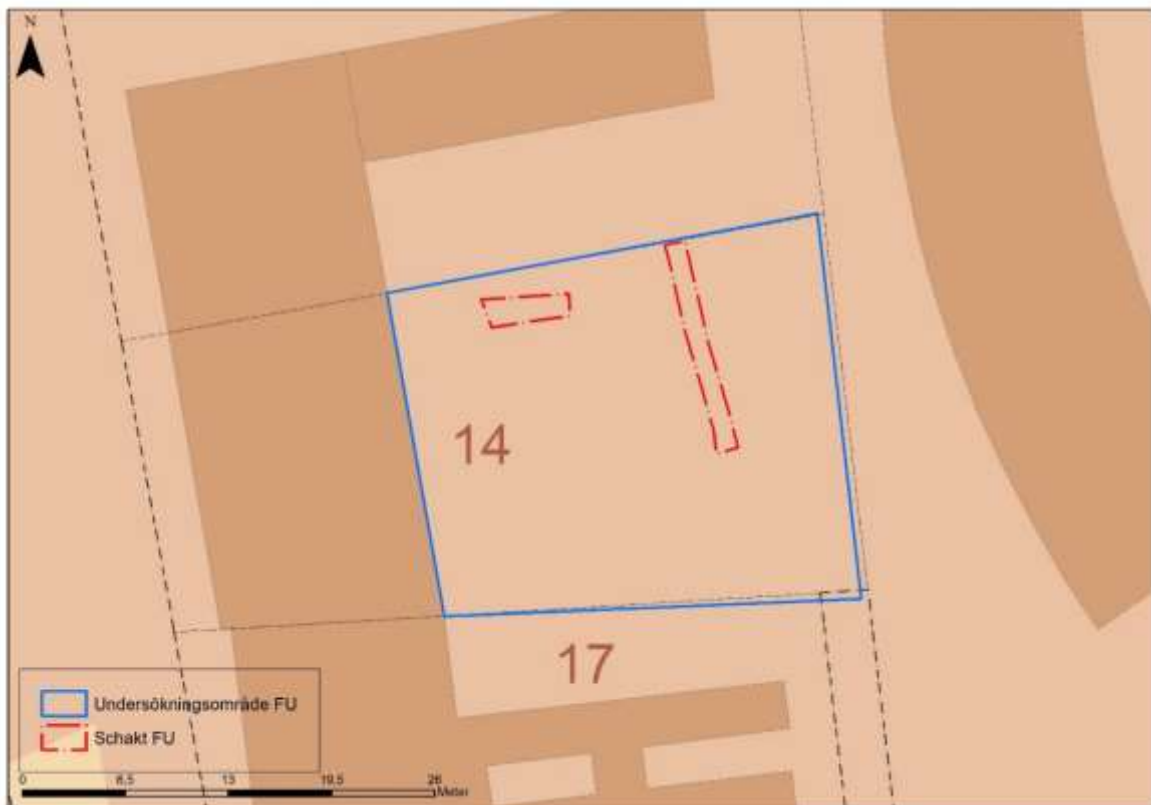 N
14
17
Undersökningsområde FU
Schakt FU
0 6,5 13 19,5 26
Meter